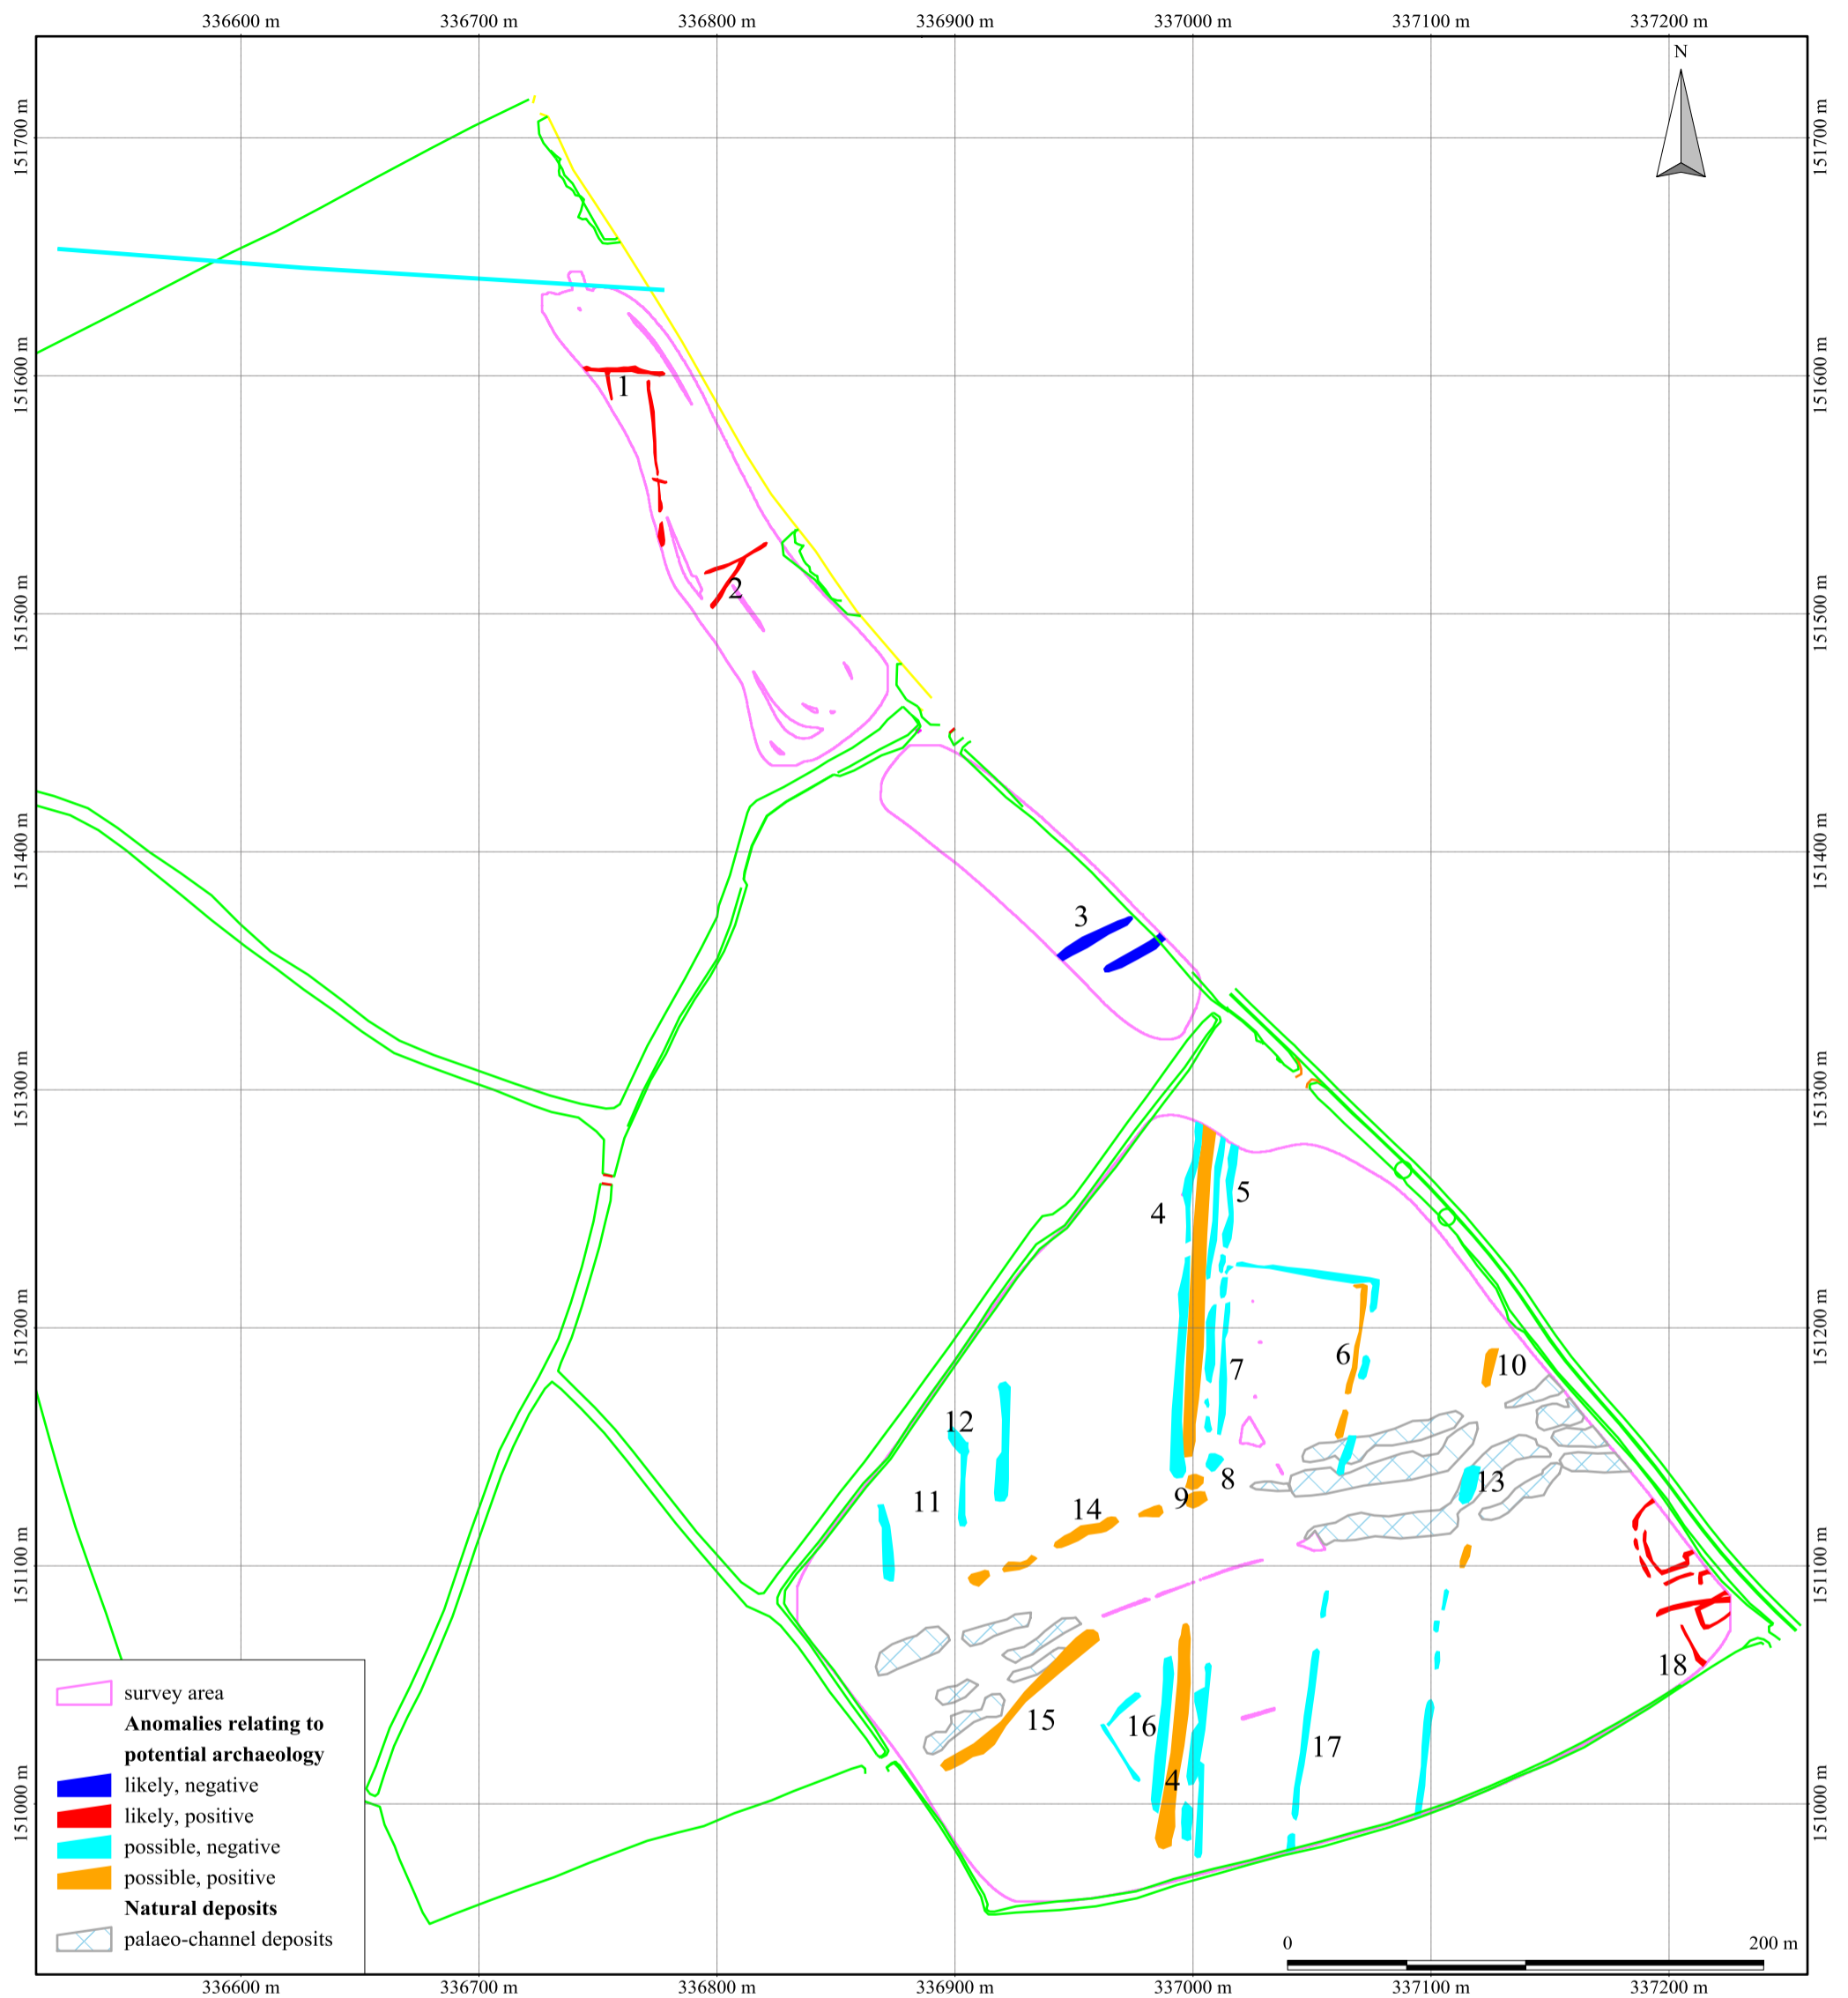 336600 m 336700 m 336800 m 336900 m 337000 m 337100 m 337200 m
N
151700 m 151700 m
151600 m 151600 m
1
2
151500 m 151500 m
151400 m 151400 m
3
151300 m 151300 m
4 5
151200 m 151200 m
6 10
7
12
8 13
11 9
14
151100 m 151100 m
18
15 16
17
4
151000 m 151000 m
survey area
Anomalies relating to
potential archaeology
likely, negative
likely, positive
possible, negative
possible, positive
Natural deposits
palaeo-channel deposits
0 200 m
336600 m 336700 m 336800 m 336900 m 337000 m 337100 m 337200 m